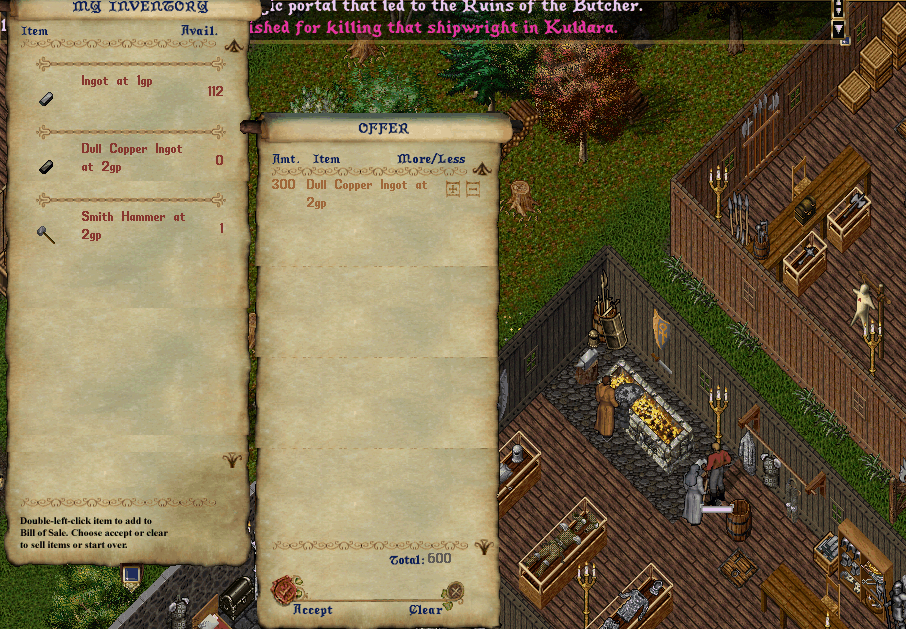 MY INVENTORY
Item Avail.
Ingot at 1gp 112
Dull Copper Ingot
at 2gp 0
Smith Hammer at
2gp 1
Double-left-click item to add to
Bill of Sale. Choose accept or clear
to sell items or start over.
ic portal that led to the Ruins of the Butcher.
ished for killing that shipwright in Kuldara.
OFFER
Amt. Item More/Less
300 Dull Copper Ingot at
2gp
Total: 600
Accept Clear